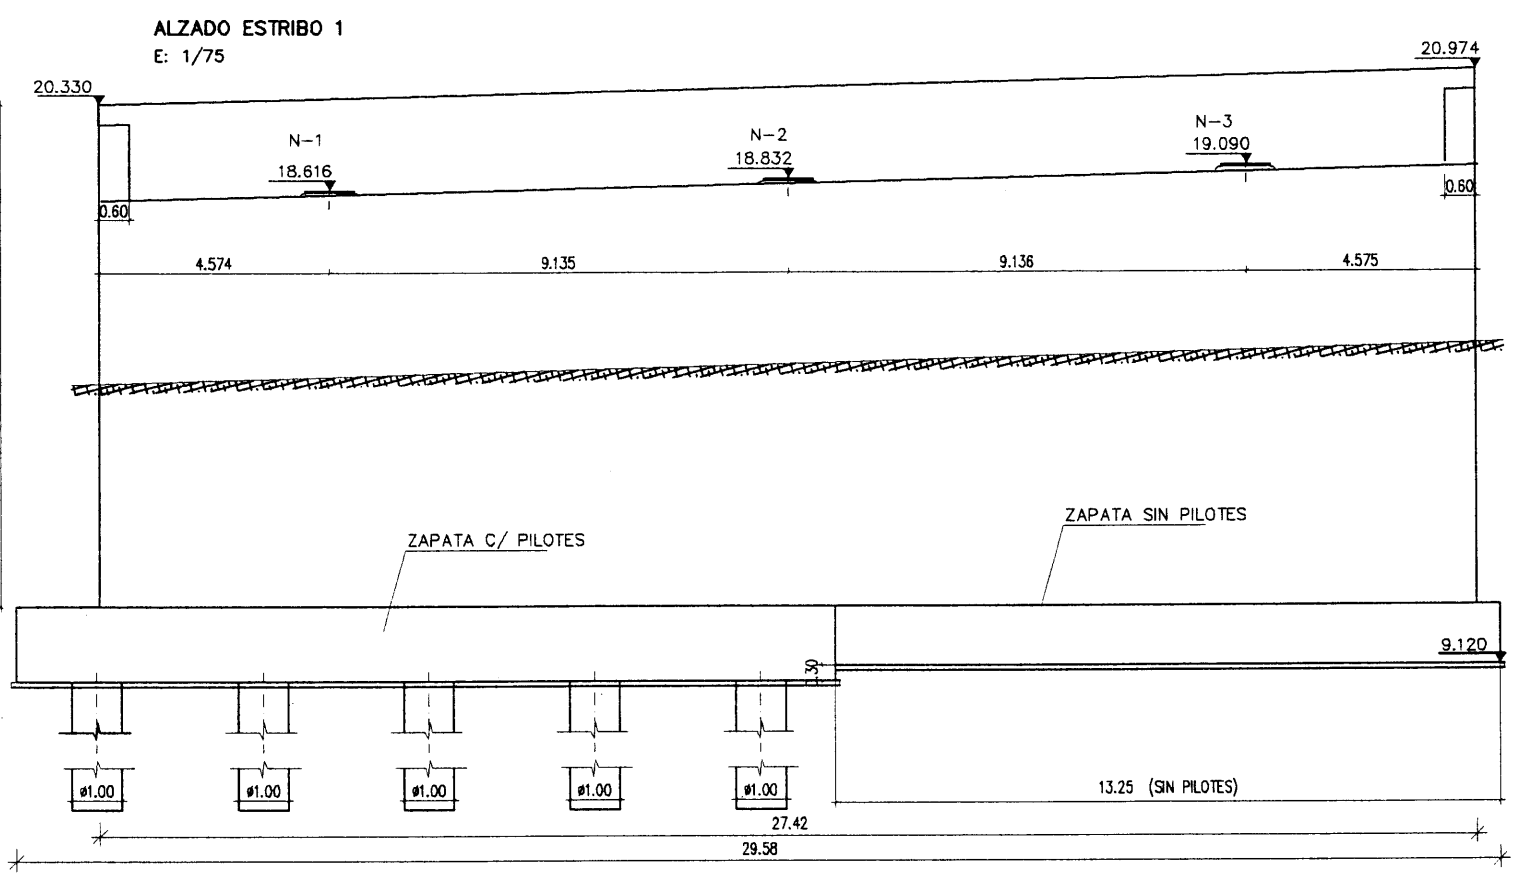 ALZADO ESTRIBO 1
E: 1/75
20.330
20.974
N-1
18.616
N-2
18.832
N-3
19.090
0.60
0.60
4.574
9.135
9.136
4.575
ZAPATA C/ PILOTES
ZAPATA SIN PILOTES
9.120
.30
ø1.00
ø1.00
ø1.00
ø1.00
ø1.00
13.25 (SIN PILOTES)
27.42
29.58